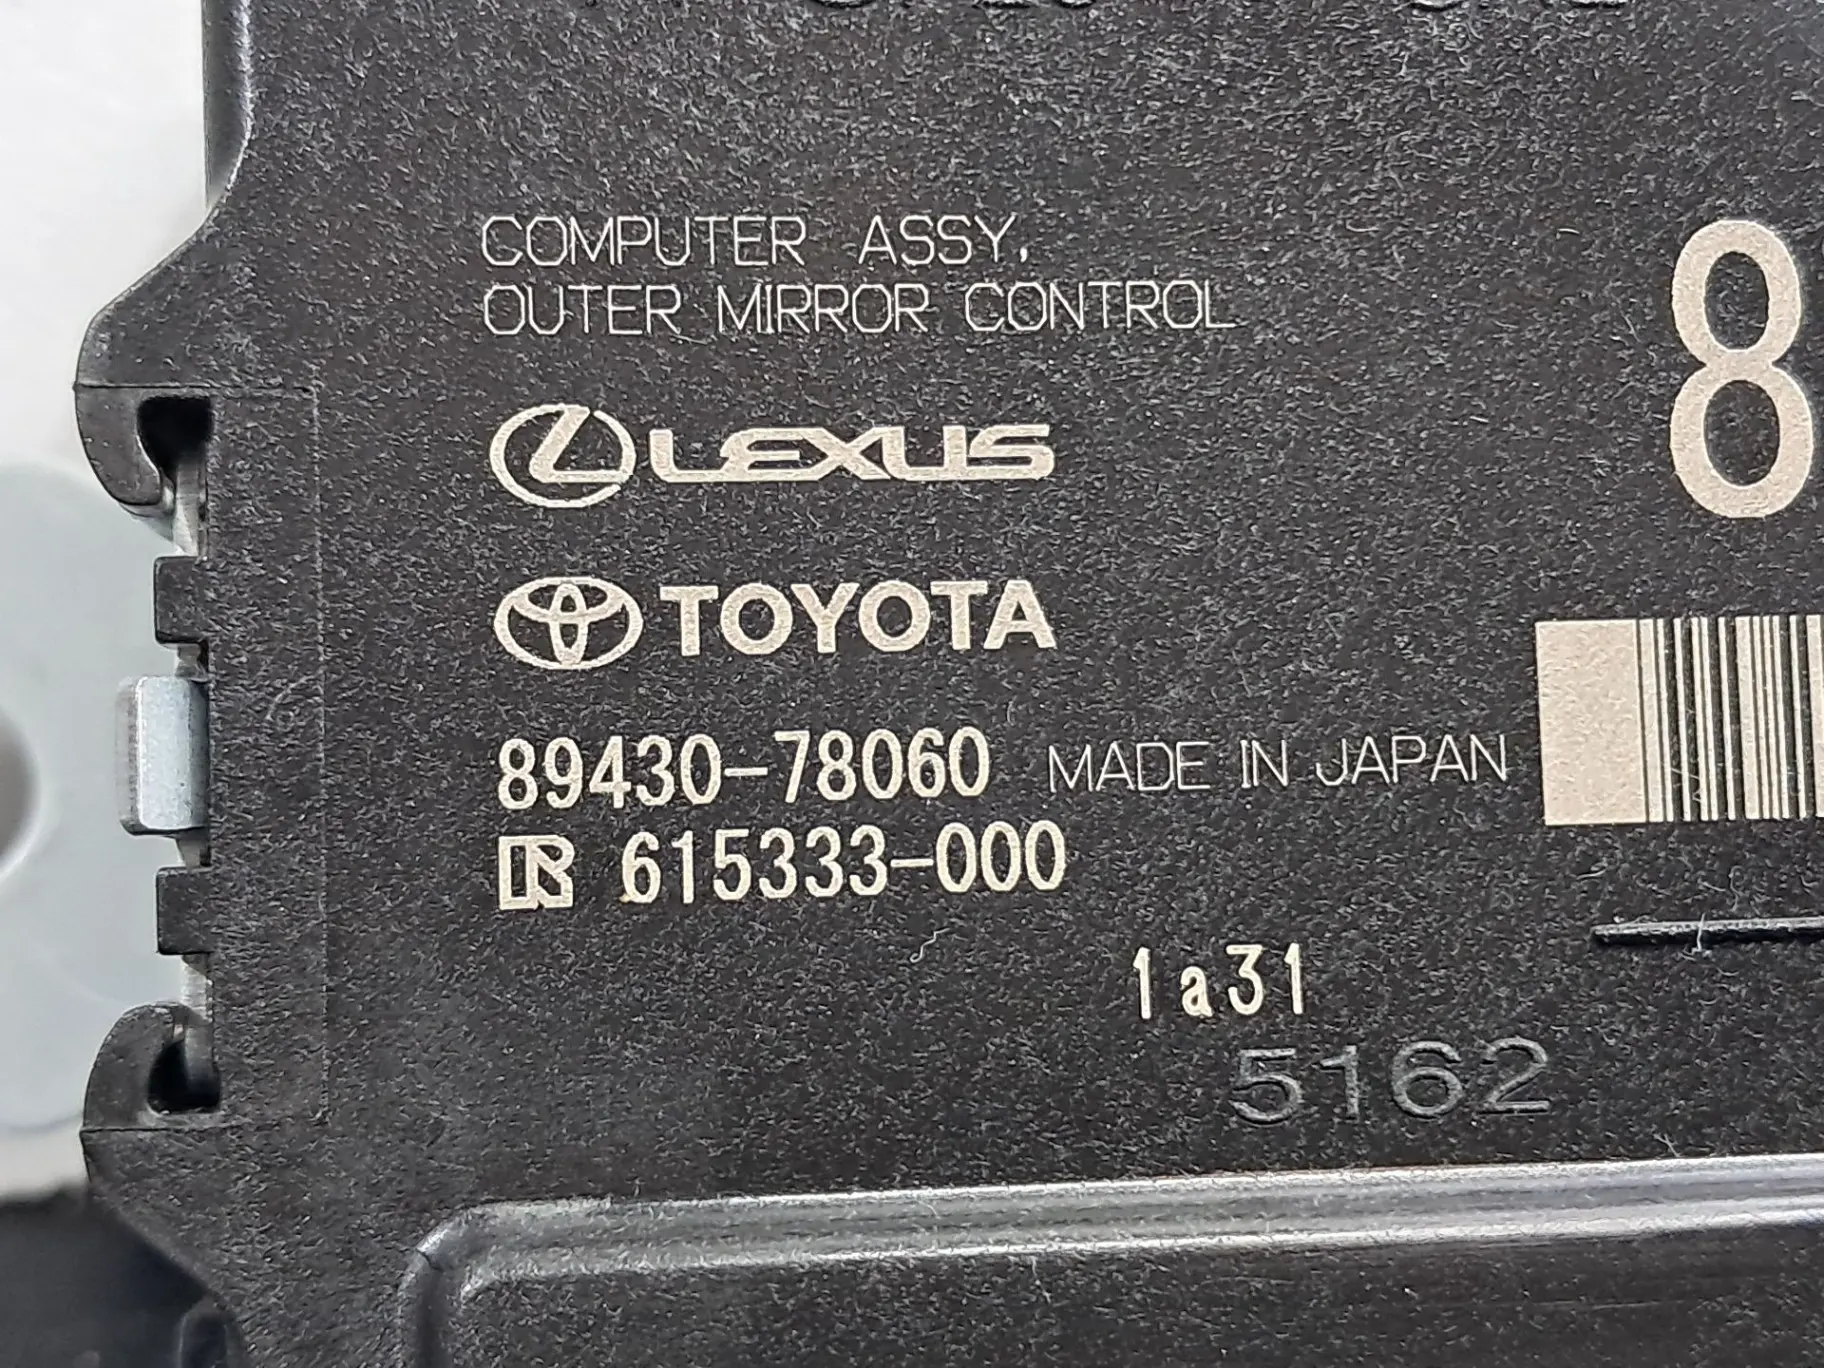 COMPUTER ASSY,
OUTER MIRROR CONTROL
8
LEXUS
TOYOTA
89430-78060 MADE IN JAPAN
R 615333-000
1a31
5162